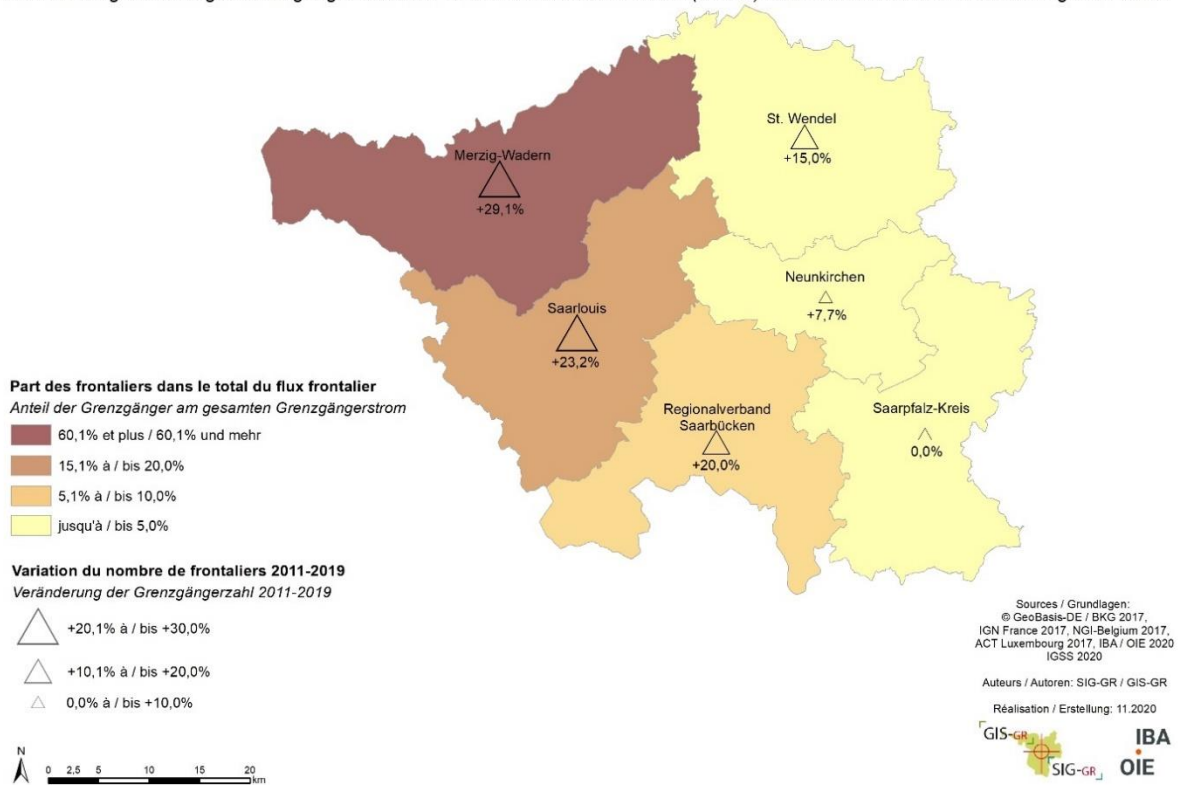 St. Wendel
+15,0%
Merzig-Wadern
+29,1%
Neunkirchen
+7,7%
Saarlouis
+23,2%
Regionalverband
Saarbücken
+20,0%
Saarpfalz-Kreis
0,0%
Part des frontaliers dans le total du flux frontalier
Anteil der Grenzgänger am gesamten Grenzgängerstrom
60,1% et plus / 60,1% und mehr
15,1% à / bis 20,0%
5,1% à / bis 10,0%
jusqu'à / bis 5,0%
Variation du nombre de frontaliers 2011-2019
Veränderung der Grenzgängerzahl 2011-2019
+20,1% à / bis +30,0%
+10,1% à / bis +20,0%
0,0% à / bis +10,0%
N
0 2,5 5 10 15 20
km
Sources / Grundlagen:
© GeoBasis-DE / BKG 2017,
IGN France 2017, NGI-Belgium 2017,
ACT Luxembourg 2017, IBA / OIE 2020
IGSS 2020
Auteurs / Autoren: SIG-GR / GIS-GR
Réalisation / Erstellung: 11.2020
GIS-GR
SIG-GR
IBA
OIE